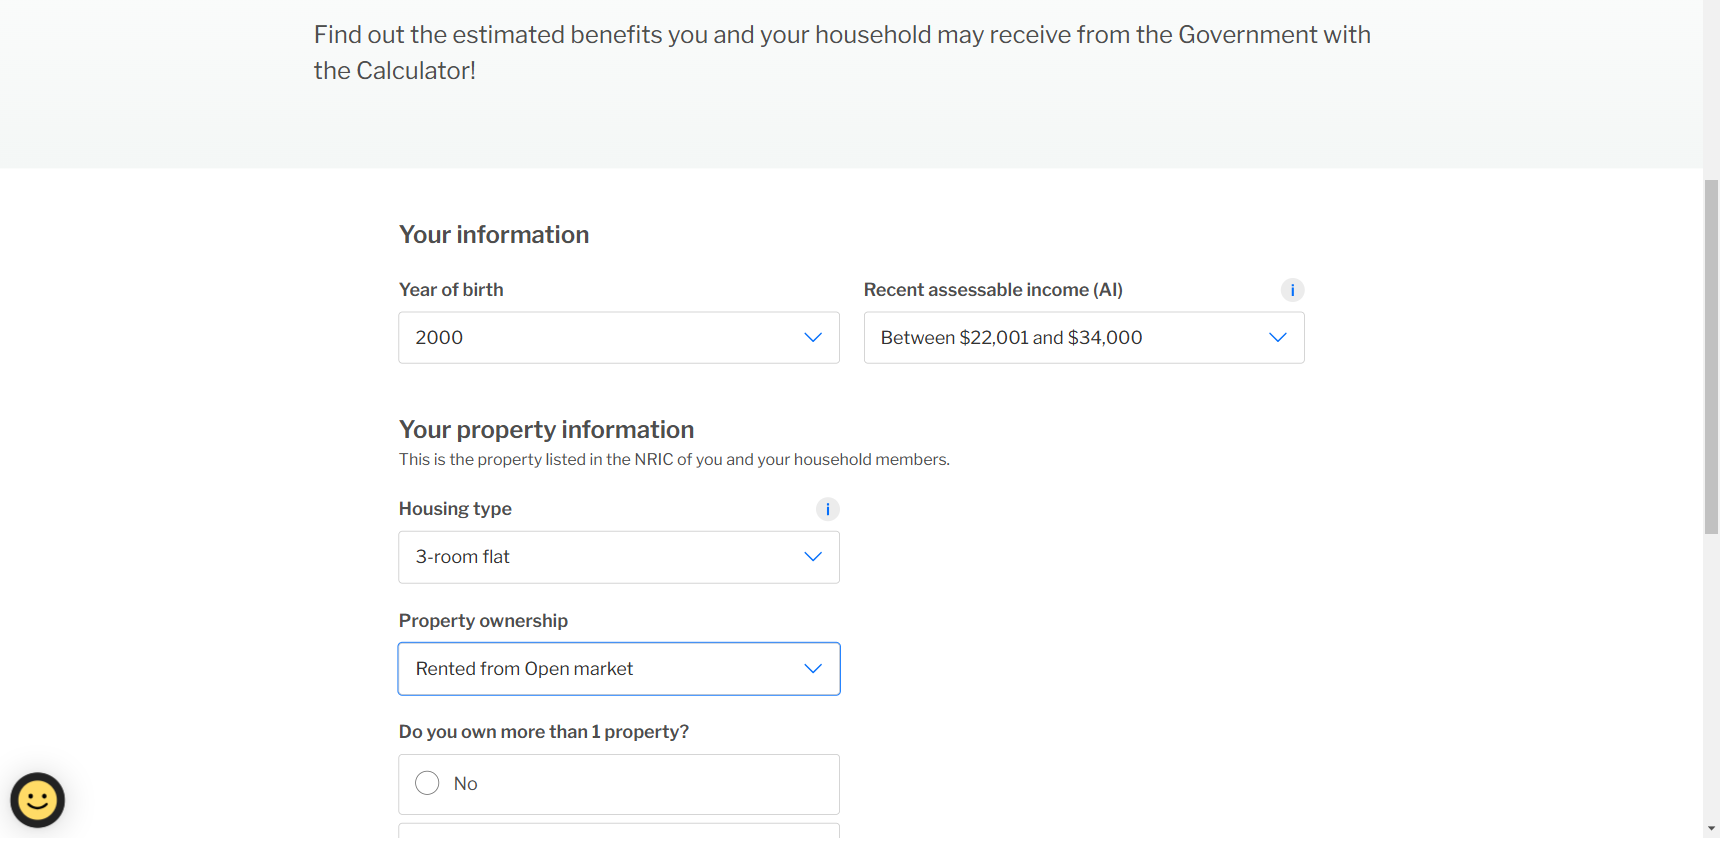 Find out the estimated benefits you and your household may receive from the Government with
the Calculator!
Your information
Year of birth
2000
Recent assessable income (AI)
i
Between $22,001 and $34,000
Your property information
This is the property listed in the NRIC of you and your household members.
Housing type
i
3-room flat
Property ownership
Rented from Open market
Do you own more than 1 property?
No